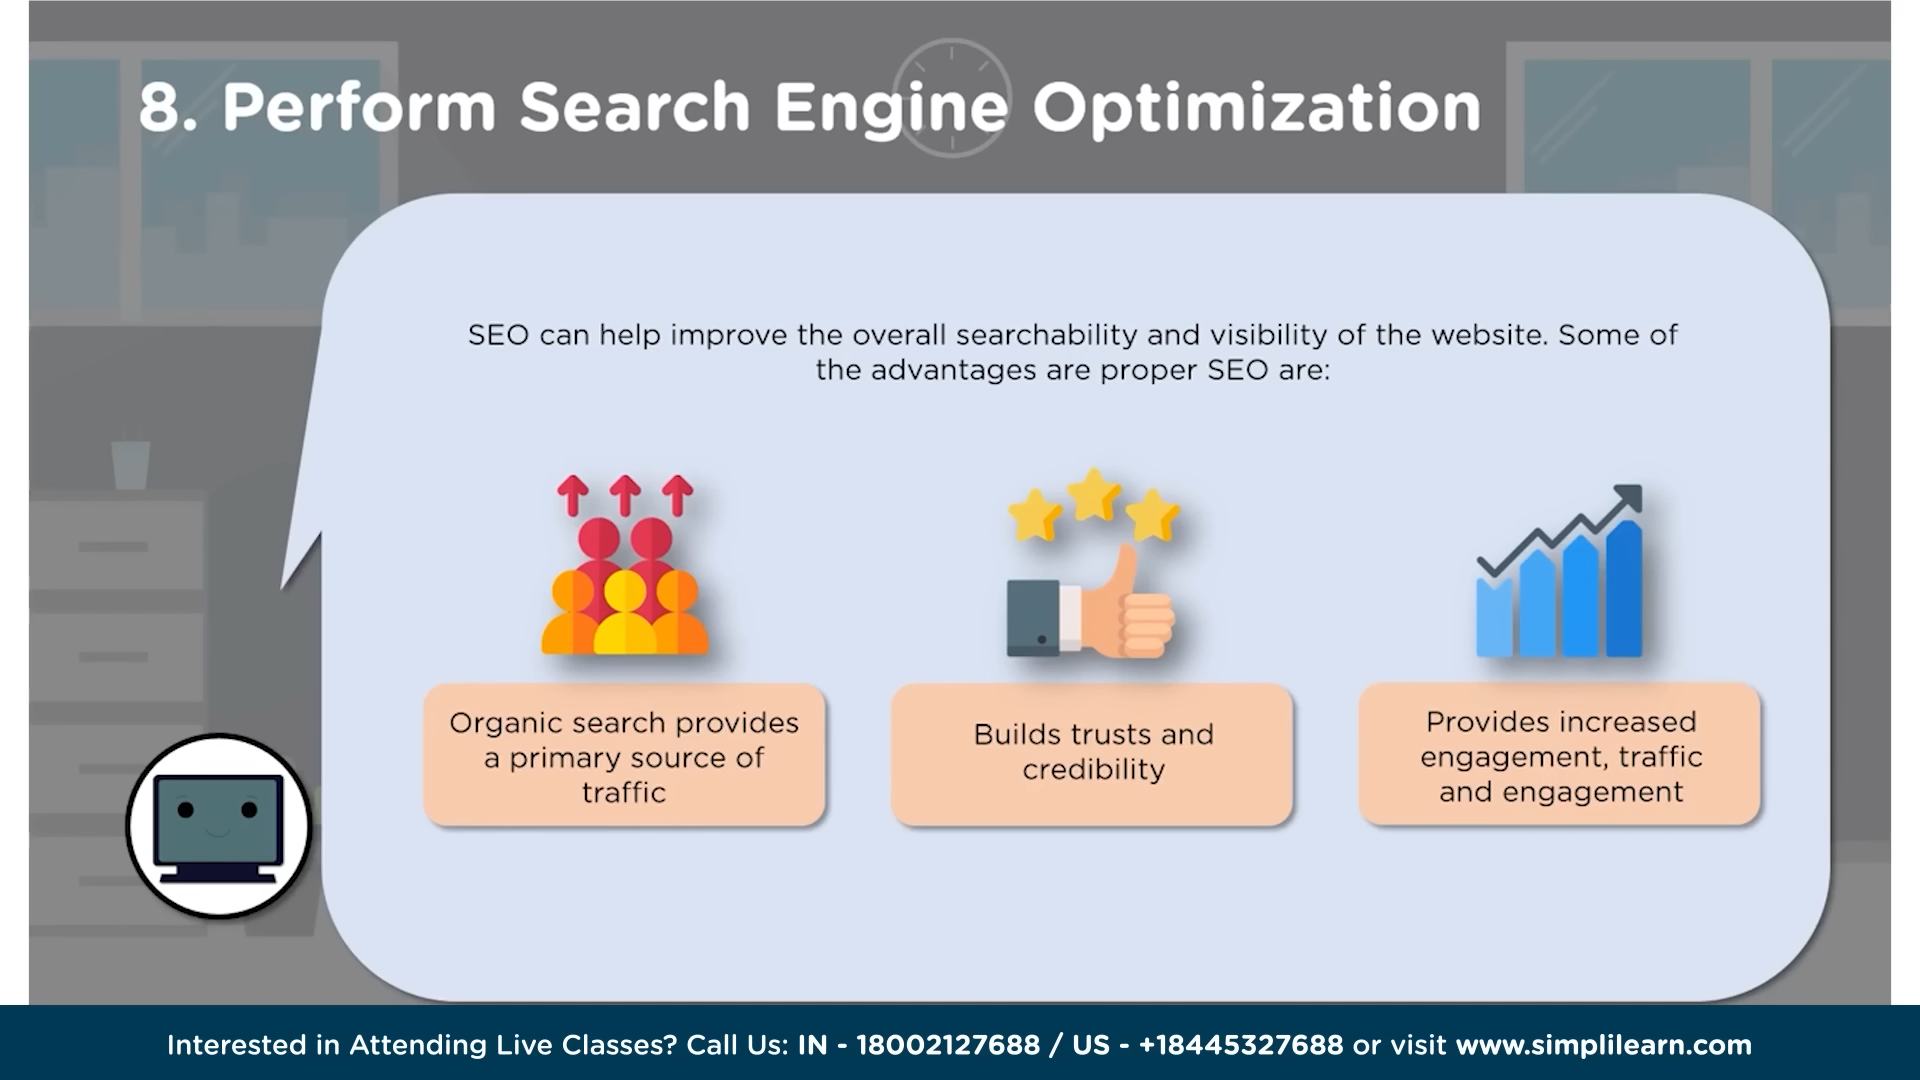 8. Perform Search Engine Optimization
SEO can help improve the overall searchability and visibility of the website. Some of
the advantages are proper SEO are:
Organic search provides
a primary source of
traffic
Builds trusts and
credibility
Provides increased
engagement, traffic
and engagement
Interested in Attending Live Classes? Call Us: IN - 18002127688 / US - +18445327688 or visit www.simplilearn.com